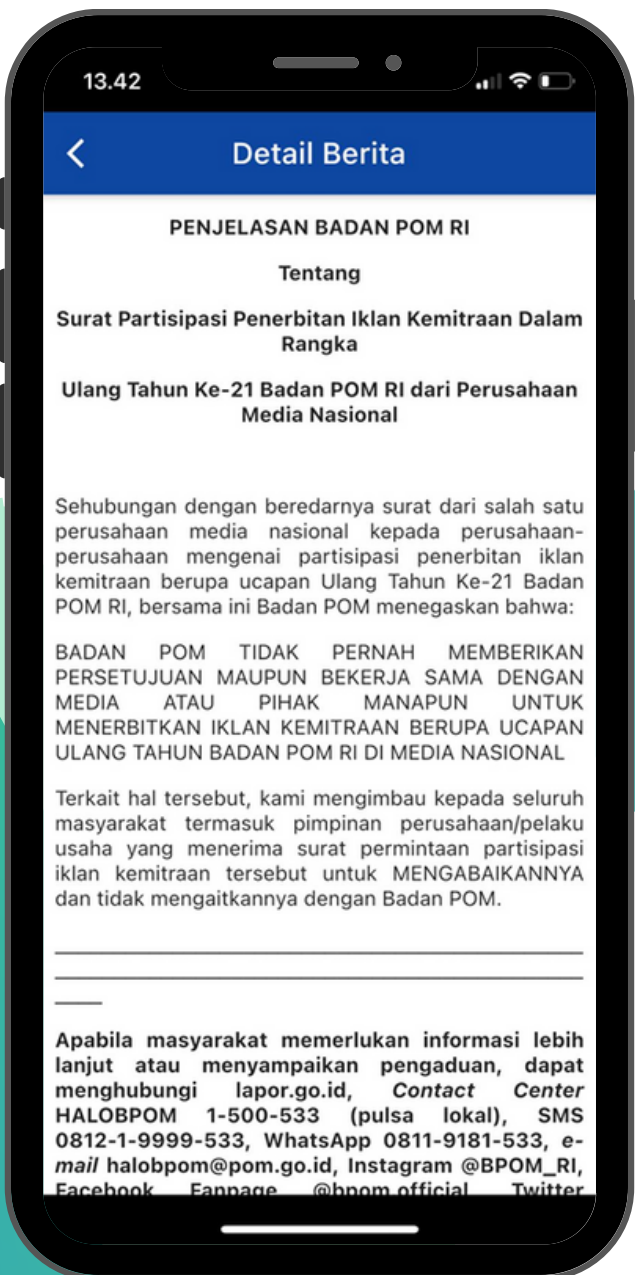 13.42
Detail Berita
PENJELASAN BADAN POM RI
Tentang
Surat Partisipasi Penerbitan Iklan Kemitraan Dalam
Rangka
Ulang Tahun Ke-21 Badan POM RI dari Perusahaan
Media Nasional
Sehubungan dengan beredarnya surat dari salah satu
perusahaan media nasional kepada perusahaan-
perusahaan mengenai partisipasi penerbitan iklan
kemitraan berupa ucapan Ulang Tahun Ke-21 Badan
POM RI, bersama ini Badan POM menegaskan bahwa:
BADAN POM TIDAK PERNAH MEMBERIKAN
PERSETUJUAN MAUPUN BEKERJA SAMA DENGAN
MEDIA ATAU PIHAK MANAPUN UNTUK
MENERBITKAN IKLAN KEMITRAAN BERUPA UCAPAN
ULANG TAHUN BADAN POM RI DI MEDIA NASIONAL
Terkait hal tersebut, kami mengimbau kepada seluruh
masyarakat termasuk pimpinan perusahaan/pelaku
usaha yang menerima surat permintaan partisipasi
iklan kemitraan tersebut untuk MENGABAIKANNYA
dan tidak mengaitkannya dengan Badan POM.
Apabila masyarakat memerlukan informasi lebih
lanjut atau menyampaikan pengaduan, dapat
menghubungi lapor.go.id, Contact Center
HALOBPOM 1-500-533 (pulsa lokal), SMS
0812-1-9999-533, WhatsApp 0811-9181-533, e-
mail halobpom@pom.go.id, Instagram @BPOM_RI,
Facebook Fanpage @bpom.official Twitter